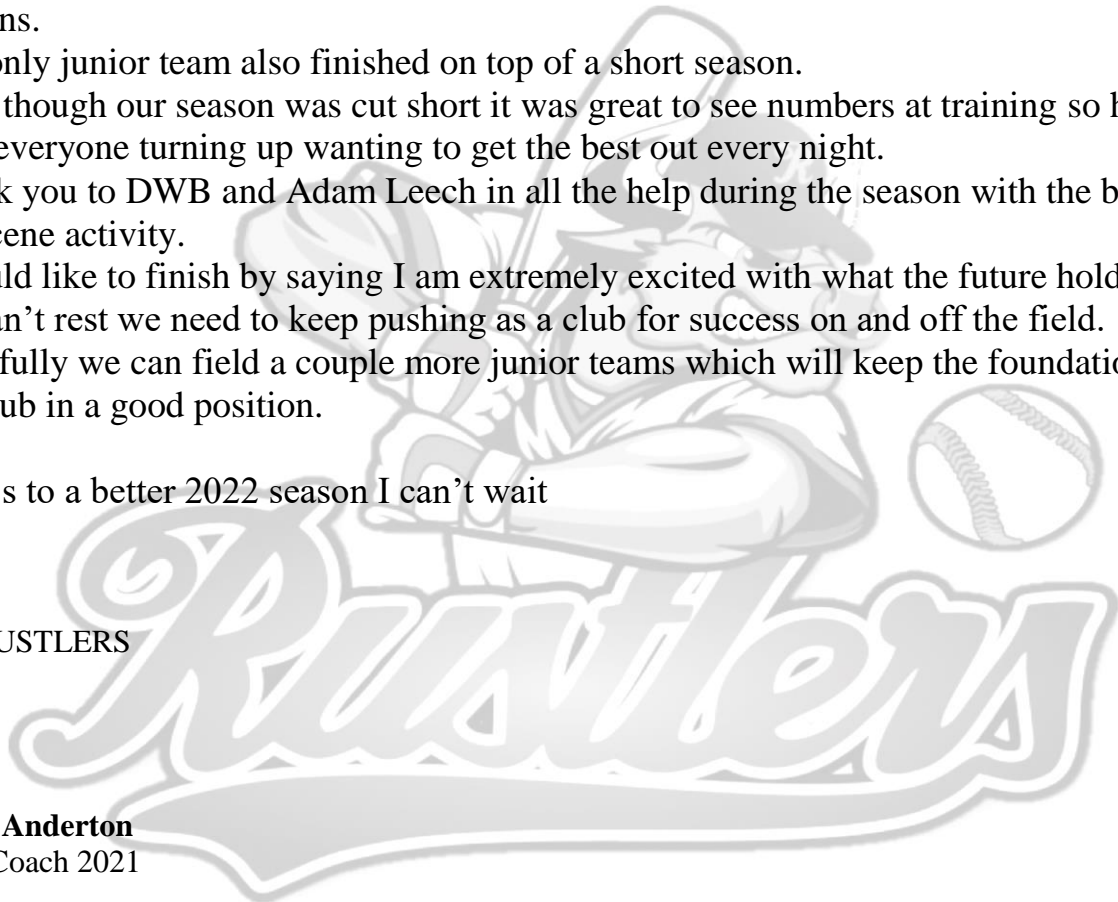 ns.
only junior team also finished on top of a short season.
though our season was cut short it was great to see numbers at training so h
everyone turning up wanting to get the best out every night.
k you to DWB and Adam Leech in all the help during the season with the b
cene activity.
uld like to finish by saying I am extremely excited with what the future hold
an’t rest we need to keep pushing as a club for success on and off the field.
fully we can field a couple more junior teams which will keep the foundatio
lub in a good position.
s to a better 2022 season I can’t wait
USTLERS
Rustlers
Anderton
Coach 2021